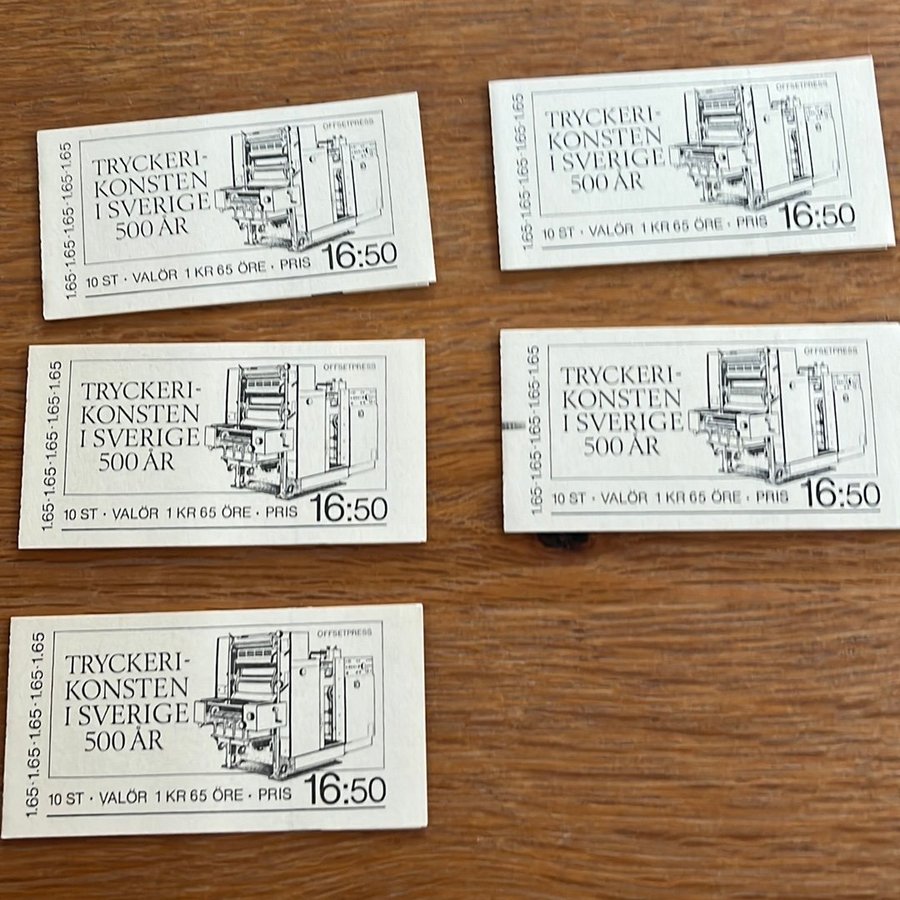 1.65·1.65·1.65·1.65·1.65
OFFSETPRESS
TRYCKERI-
KONSTEN
I SVERIGE
500 ÅR
10 ST · VALÖR 1 KR 65 ÖRE · PRIS 16:50
1.65·1.65·1.65·1.65·1.65
OFFSETPRESS
TRYCKERI-
KONSTEN
I SVERIGE
500 ÅR
10 ST · VALÖR 1 KR 65 ÖRE · PRIS 16:50
1.65·1.65·1.65·1.65·1.65
OFFSETPRESS
TRYCKERI-
KONSTEN
I SVERIGE
500 ÅR
10 ST · VALÖR 1 KR 65 ÖRE · PRIS 16:50
1.65·1.65·1.65·1.65·1.65
OFFSETPRESS
TRYCKERI-
KONSTEN
I SVERIGE
500 ÅR
10 ST · VALÖR 1 KR 65 ÖRE · PRIS 16:50
1.65·1.65·1.65·1.65·1.65
OFFSETPRESS
TRYCKERI-
KONSTEN
I SVERIGE
500 ÅR
10 ST · VALÖR 1 KR 65 ÖRE · PRIS 16:50